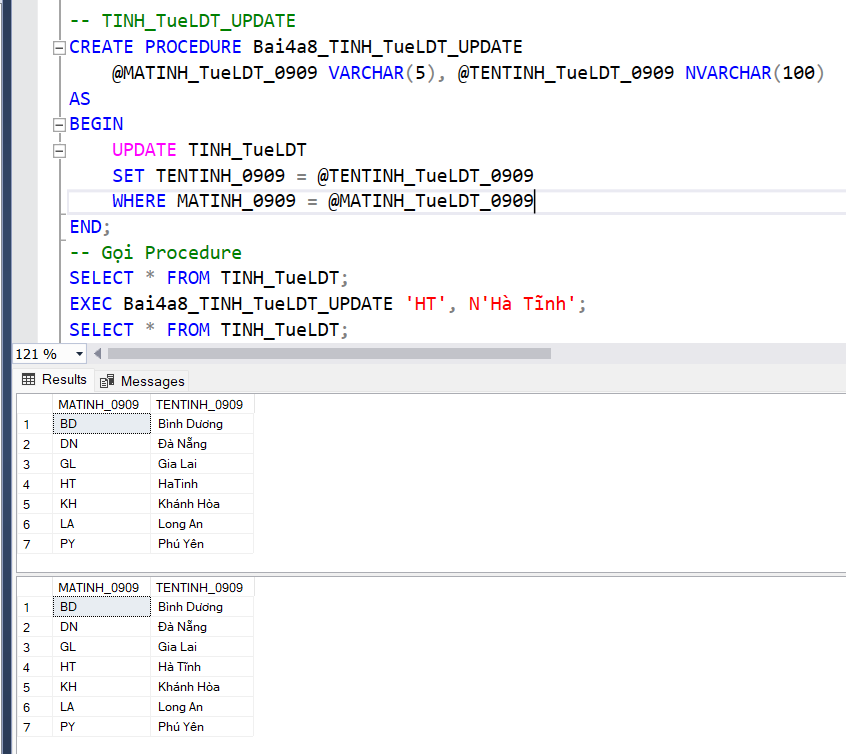 -- TINH_TueLDT_UPDATE
CREATE PROCEDURE Bai4a8_TINH_TueLDT_UPDATE
@MATINH_TueLDT_0909 VARCHAR(5), @TENTINH_TueLDT_0909 NVARCHAR(100)
AS
BEGIN
UPDATE TINH_TueLDT
SET TENTINH_0909 = @TENTINH_TueLDT_0909
WHERE MATINH_0909 = @MATINH_TueLDT_0909
END;
-- Gọi Procedure
SELECT * FROM TINH_TueLDT;
EXEC Bai4a8_TINH_TueLDT_UPDATE 'HT', N'Hà Tĩnh';
SELECT * FROM TINH_TueLDT;
121 %
Results Messages
MATINH_0909 TENTINH_0909
1 BD Bình Dương
2 DN Đà Nẵng
3 GL Gia Lai
4 HT HaTinh
5 KH Khánh Hòa
6 LA Long An
7 PY Phú Yên
MATINH_0909 TENTINH_0909
1 BD Bình Dương
2 DN Đà Nẵng
3 GL Gia Lai
4 HT Hà Tĩnh
5 KH Khánh Hòa
6 LA Long An
7 PY Phú Yên